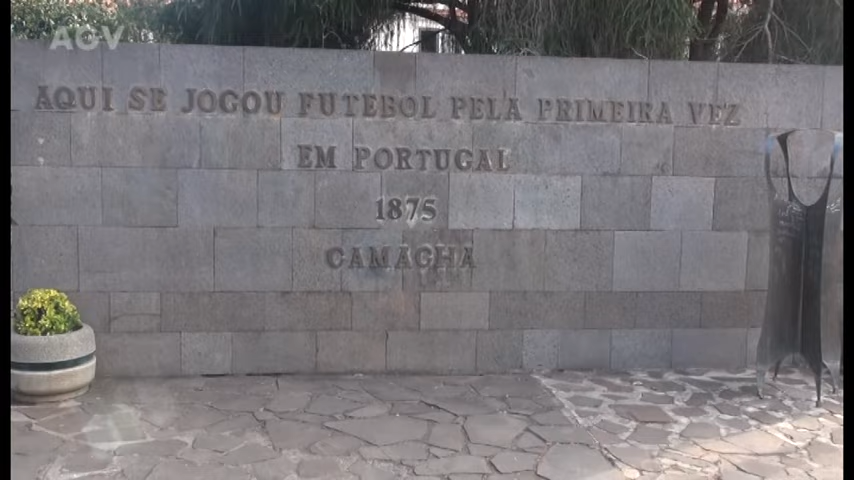 AGV
AQUI SE JOGOU FUTEBOL PELA PRIMEIRA VEZ
EM PORTUGAL
1875
CAMACHA